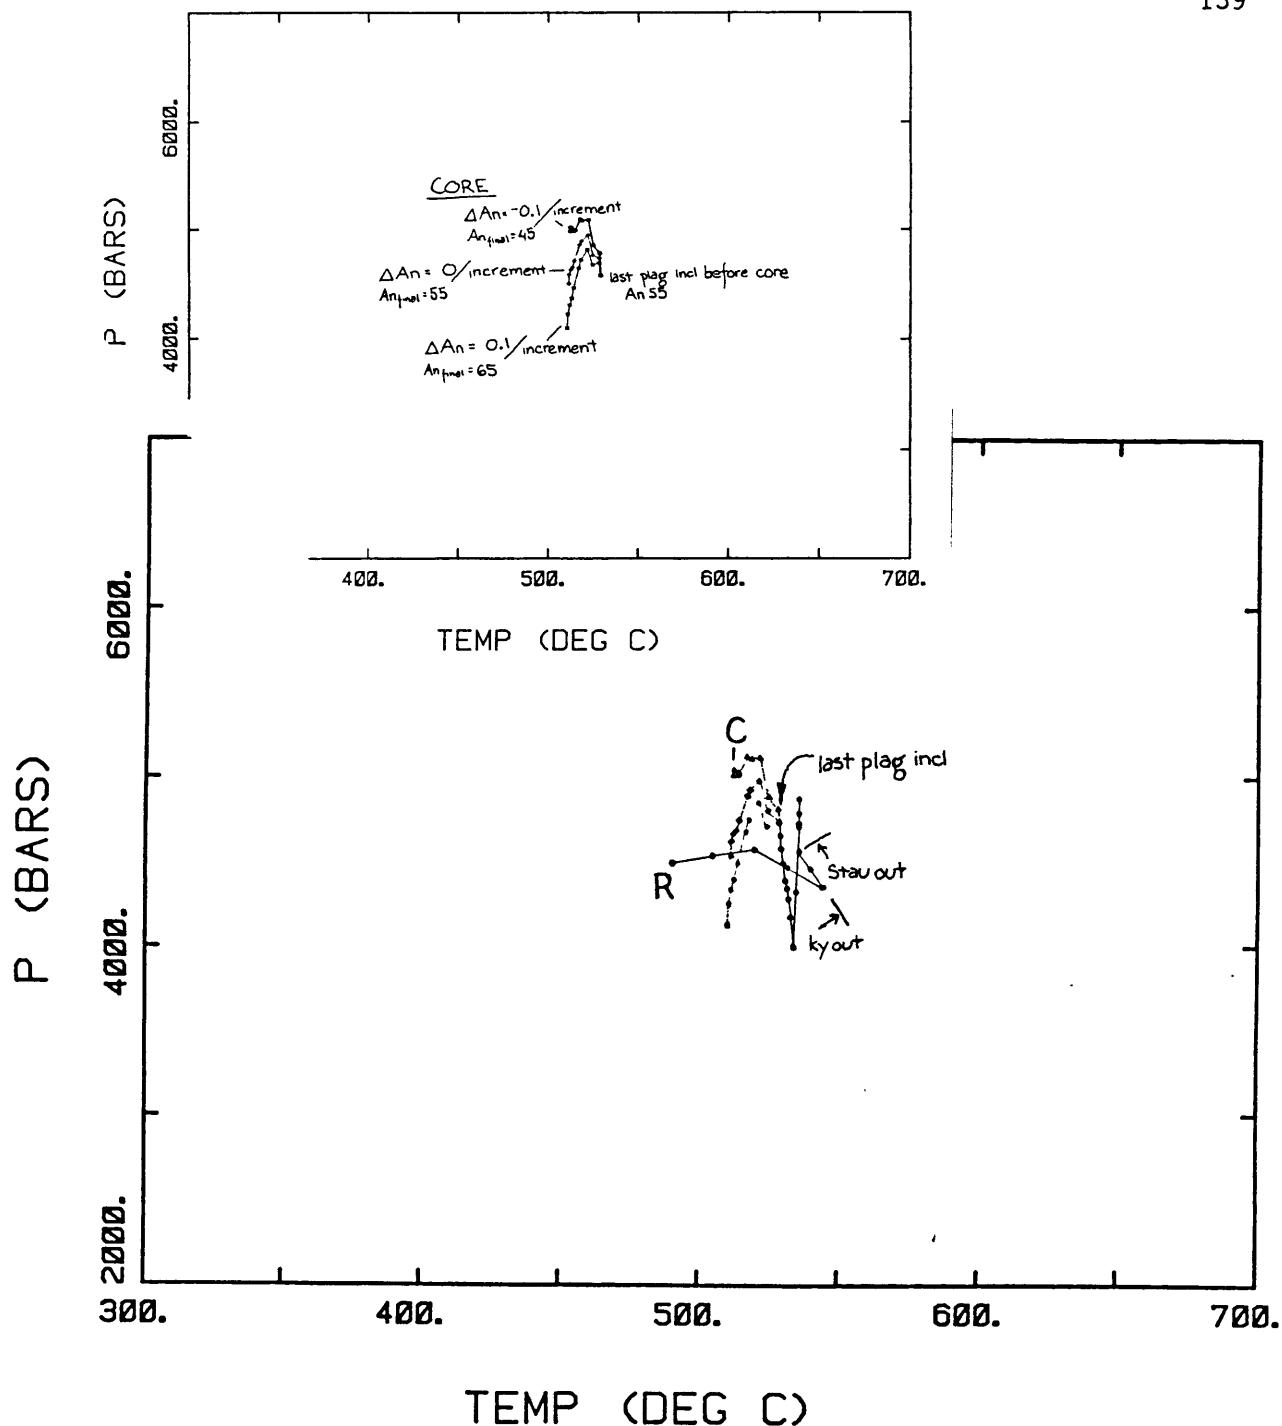 139
6000.
4000.
P (BARS)
CORE
ΔAn = -0.1/increment
An final = 45
ΔAn = 0/increment
An final = 55
last plag incl before core
An 55
ΔAn = 0.1/increment
An final = 65
400. 500. 600. 700.
TEMP (DEG C)
6000.
4000.
2000.
P (BARS)
C
last plag incl
R
Stau out
ky out
300. 400. 500. 600. 700.
TEMP (DEG C)